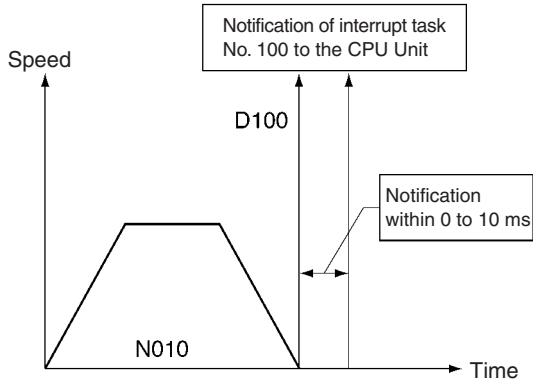 Notification of interrupt task
No. 100 to the CPU Unit
Speed
D100
Notification
within 0 to 10 ms
N010
Time